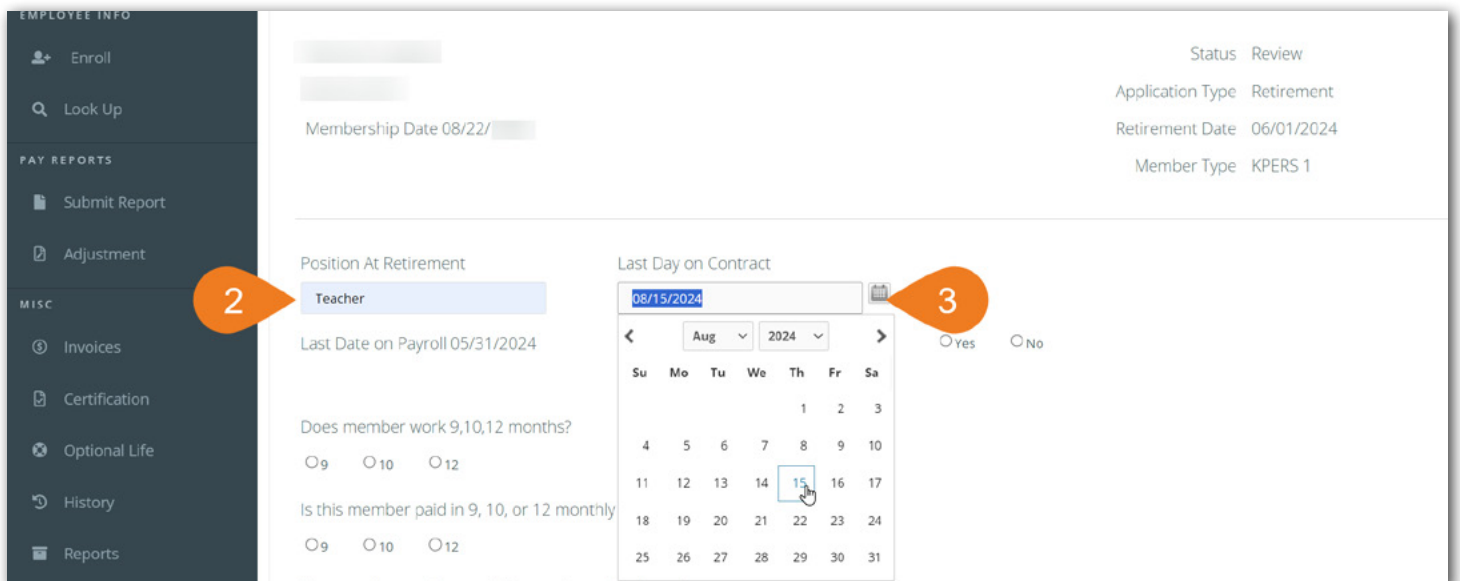 EMPLOYEE INFO
Enroll
Look Up
PAY REPORTS
Submit Report
Adjustment
MISC
Invoices
Certification
Optional Life
History
Reports
Membership Date 08/22/
Status Review
Application Type Retirement
Retirement Date 06/01/2024
Member Type KPERS 1
Position At Retirement
2
Teacher
Last Day on Contract
08/15/2024
3
Last Date on Payroll 05/31/2024
Yes No
Aug 2024
Su Mo Tu We Th Fr Sa
1 2 3
4 5 6 7 8 9 10
11 12 13 14 15 16 17
18 19 20 21 22 23 24
25 26 27 28 29 30 31
Does member work 9,10,12 months?
9 10 12
Is this member paid in 9, 10, or 12 monthly
9 10 12